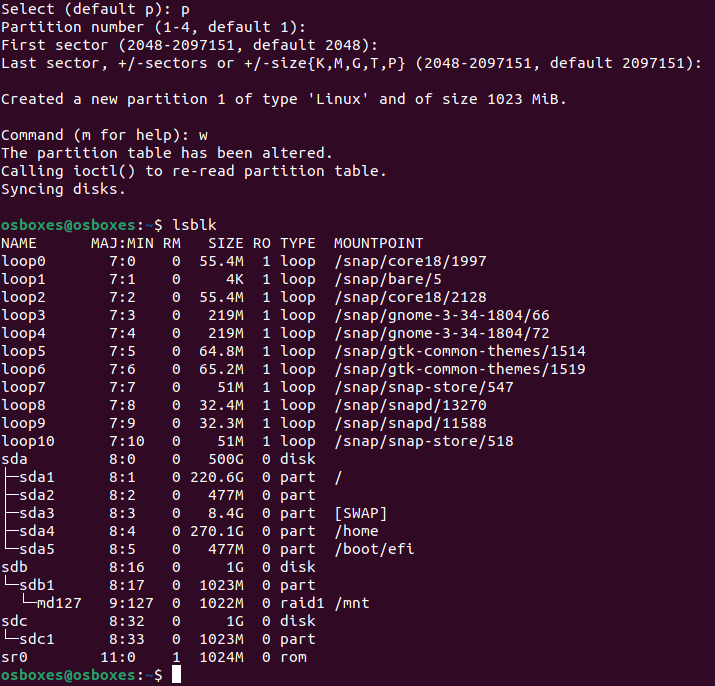 Select (default p): p
Partition number (1-4, default 1):
First sector (2048-2097151, default 2048):
Last sector, +/-sectors or +/-size{K,M,G,T,P} (2048-2097151, default 2097151):
Created a new partition 1 of type 'Linux' and of size 1023 MiB.
Command (m for help): w
The partition table has been altered.
Calling ioctl() to re-read partition table.
Syncing disks.
osboxes@osboxes:~$ lsblk
NAME      MAJ:MIN RM   SIZE RO TYPE  MOUNTPOINT
loop0       7:0    0  55.4M  1 loop  /snap/core18/1997
loop1       7:1    0     4K  1 loop  /snap/bare/5
loop2       7:2    0  55.4M  1 loop  /snap/core18/2128
loop3       7:3    0   219M  1 loop  /snap/gnome-3-34-1804/66
loop4       7:4    0   219M  1 loop  /snap/gnome-3-34-1804/72
loop5       7:5    0  64.8M  1 loop  /snap/gtk-common-themes/1514
loop6       7:6    0  65.2M  1 loop  /snap/gtk-common-themes/1519
loop7       7:7    0    51M  1 loop  /snap/snap-store/547
loop8       7:8    0  32.4M  1 loop  /snap/snapd/13270
loop9       7:9    0  32.3M  1 loop  /snap/snapd/11588
loop10      7:10   0    51M  1 loop  /snap/snap-store/518
sda         8:0    0   500G  0 disk
├─sda1      8:1    0 220.6G  0 part  /
├─sda2      8:2    0   477M  0 part
├─sda3      8:3    0   8.4G  0 part  [SWAP]
├─sda4      8:4    0 270.1G  0 part  /home
└─sda5      8:5    0   477M  0 part  /boot/efi
sdb         8:16   0     1G  0 disk
└─sdb1      8:17   0  1023M  0 part
  └─md127   9:127  0  1022M  0 raid1 /mnt
sdc         8:32   0     1G  0 disk
└─sdc1      8:33   0  1023M  0 part
sr0        11:0    1  1024M  0 rom
osboxes@osboxes:~$